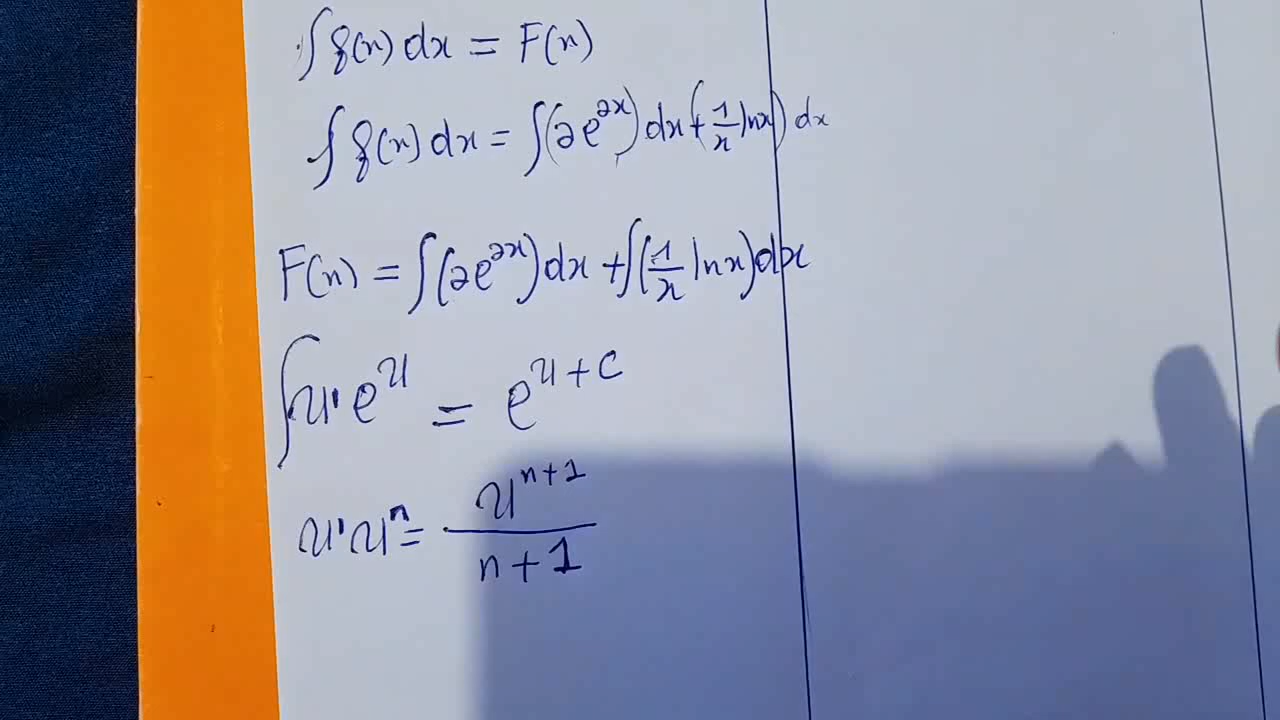 ∫f(x) dx = F(x)
∫f(x) dx = ∫(2e^{2x}) dx (+ 1/x lnx) dx
F(x) = ∫(2e^{2x}) dx + ∫(1/x lnx) dx
∫u' e^u = e^{u+c}
u' u^n = u^{n+1} / n+1